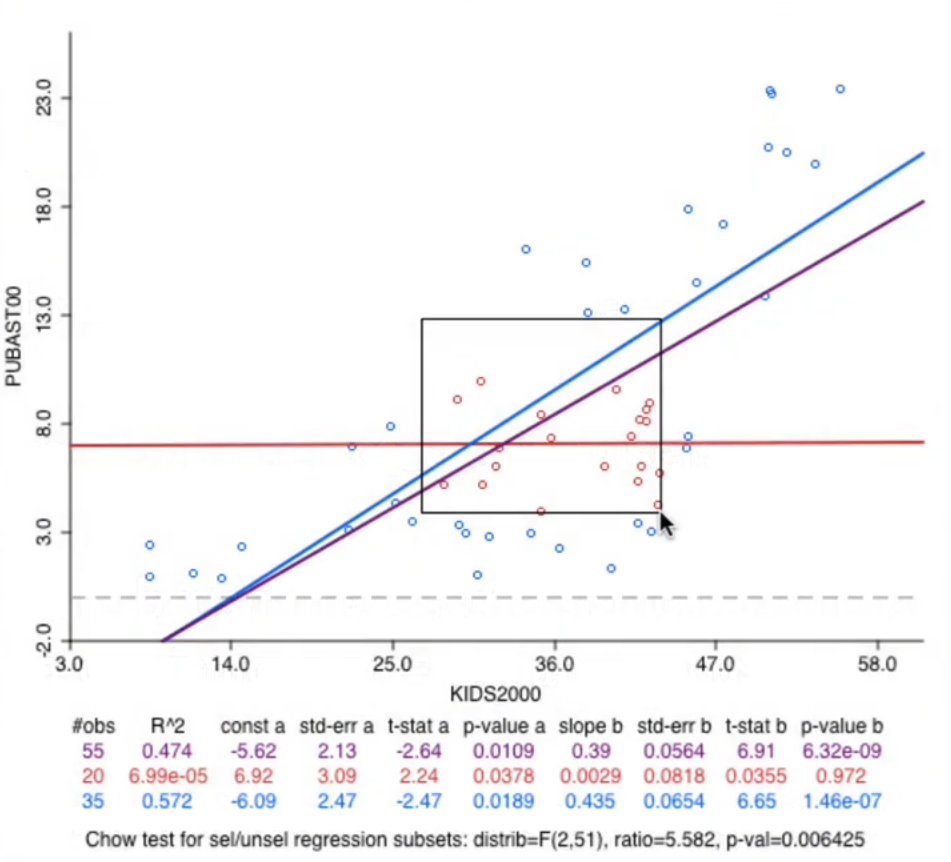 23.0
18.0
13.0
8.0
3.0
-2.0
PUBAST00
3.0 14.0 25.0 36.0 47.0 58.0
KIDS2000
#obs R^2 const a std-err a t-stat a p-value a slope b std-err b t-stat b p-value b
55 0.474 -5.62 2.13 -2.64 0.0109 0.39 0.0564 6.91 6.32e-09
20 6.99e-05 6.92 3.09 2.24 0.0378 0.0029 0.0818 0.0355 0.972
35 0.572 -6.09 2.47 -2.47 0.0189 0.435 0.0654 6.65 1.46e-07
Chow test for sel/unsel regression subsets: distrib=F(2,51), ratio=5.582, p-val=0.006425